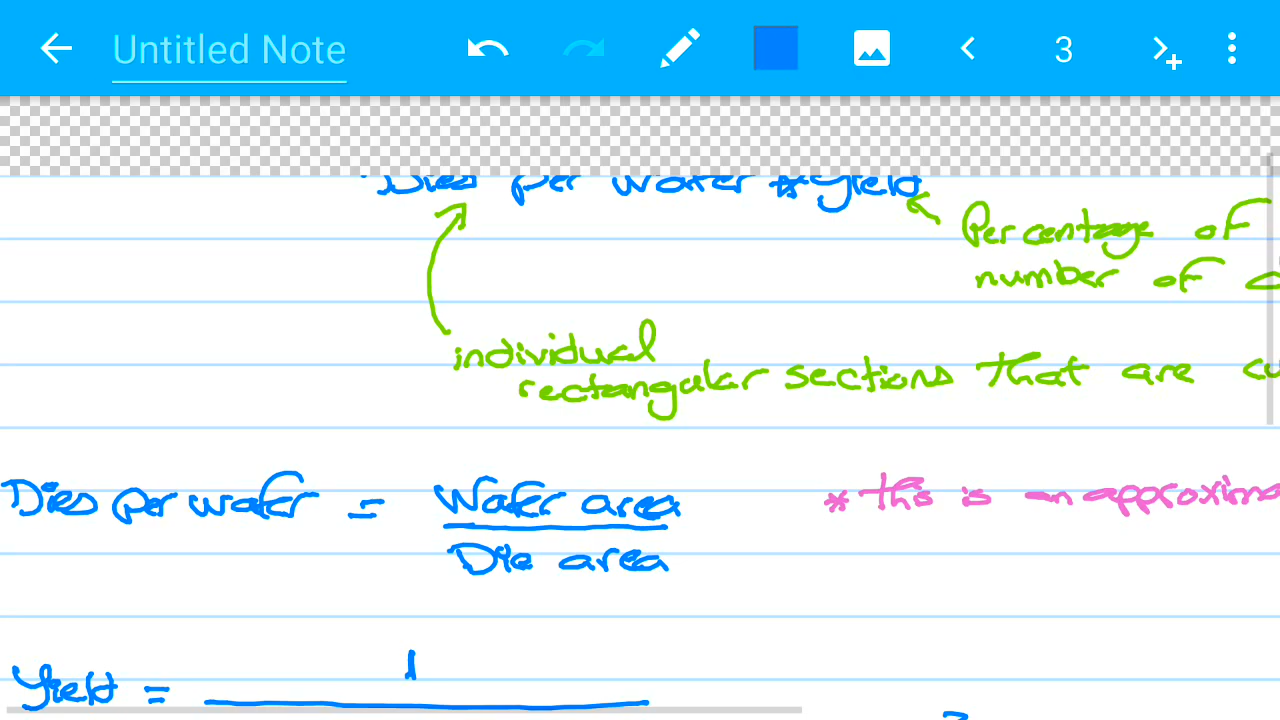 Untitled Note
3
Dies per wafer * Yield
Percentage of
number of
individual
rectangular sections that are
Dies per wafer = Wafer area
* this is an approxima
Die area
1
Yield =